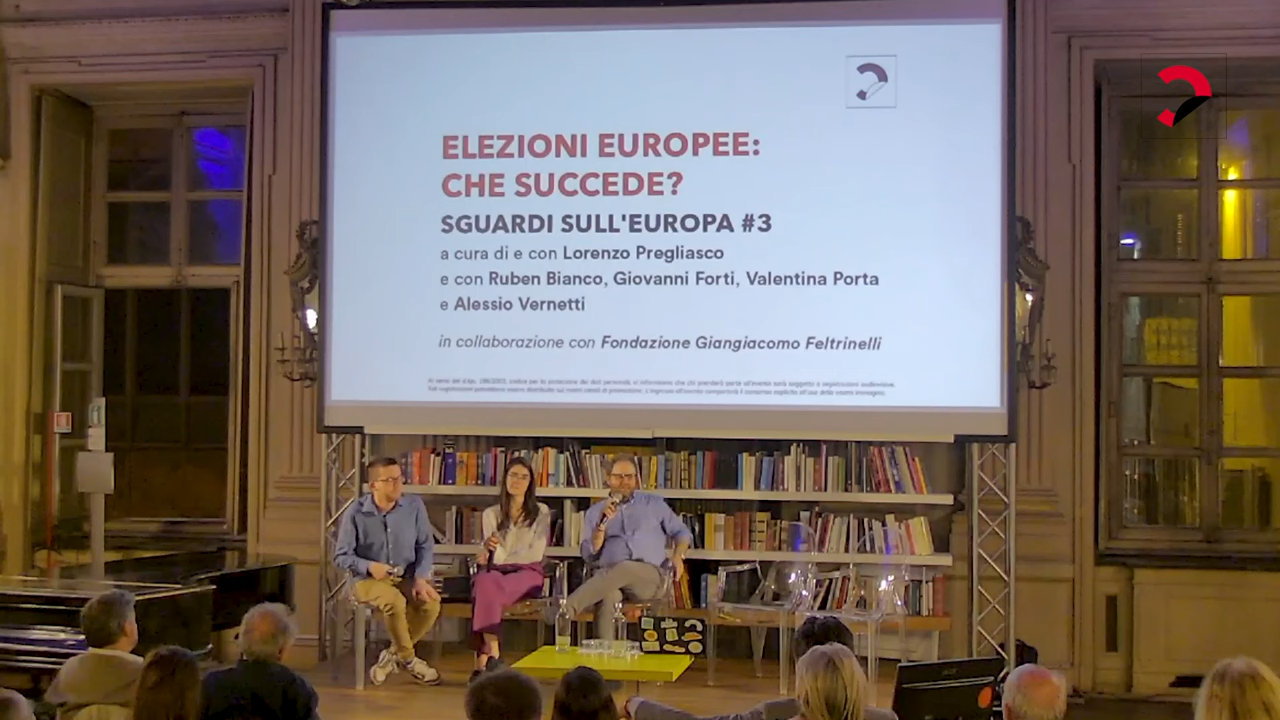 ELEZIONI EUROPEE:
CHE SUCCEDE?
SGUARDI SULL'EUROPA #3
a cura di e con Lorenzo Pregliasco
e con Ruben Bianco, Giovanni Forti, Valentina Porta
e Alessio Vernetti
in collaborazione con Fondazione Giangiacomo Feltrinelli